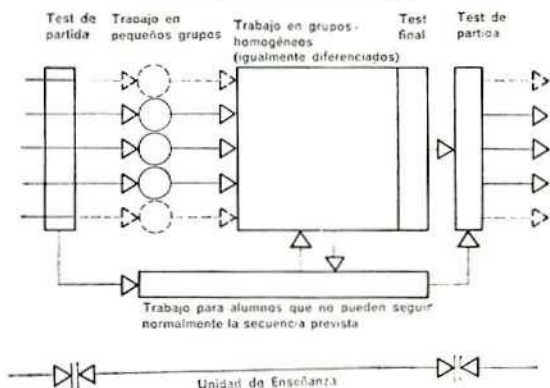 Test de
partida
Trabajo en
pequeños grupos
Trabajo en grupos-
homogéneos
(igualmente diferenciados)
Test
final
Test de
partida
Trabajo para alumnos que no pueden seguir
normalmente la secuencia prevista
Unidad de Enseñanza